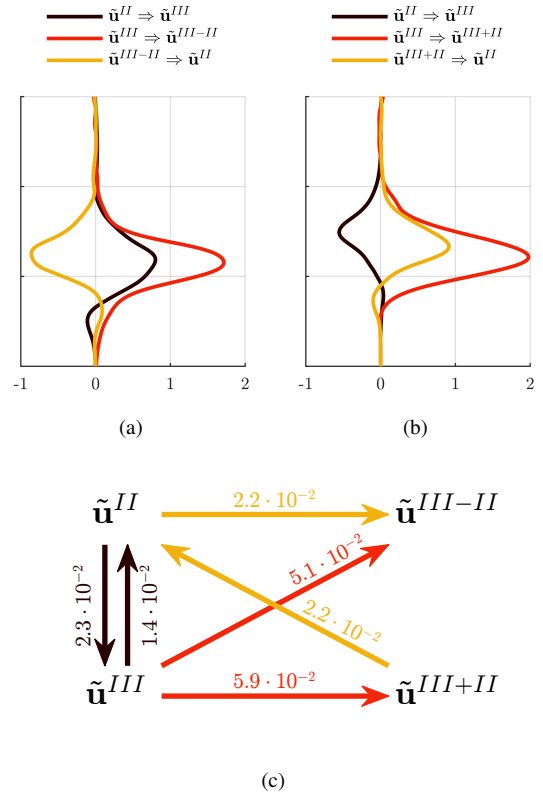 ũ^{II} ⇒ ũ^{III}
ũ^{III} ⇒ ũ^{III−II}
ũ^{III−II} ⇒ ũ^{II}
ũ^{II} ⇒ ũ^{III}
ũ^{III} ⇒ ũ^{III+II}
ũ^{III+II} ⇒ ũ^{II}
-1 0 1 2
-1 0 1 2
(a)
(b)
2.2 · 10^{−2}
ũ^{II}
ũ^{III−II}
5.1 · 10^{−2}
2.3 · 10^{−2}
1.4 · 10^{−2}
2.2 · 10^{−2}
5.9 · 10^{−2}
ũ^{III}
ũ^{III+II}
(c)